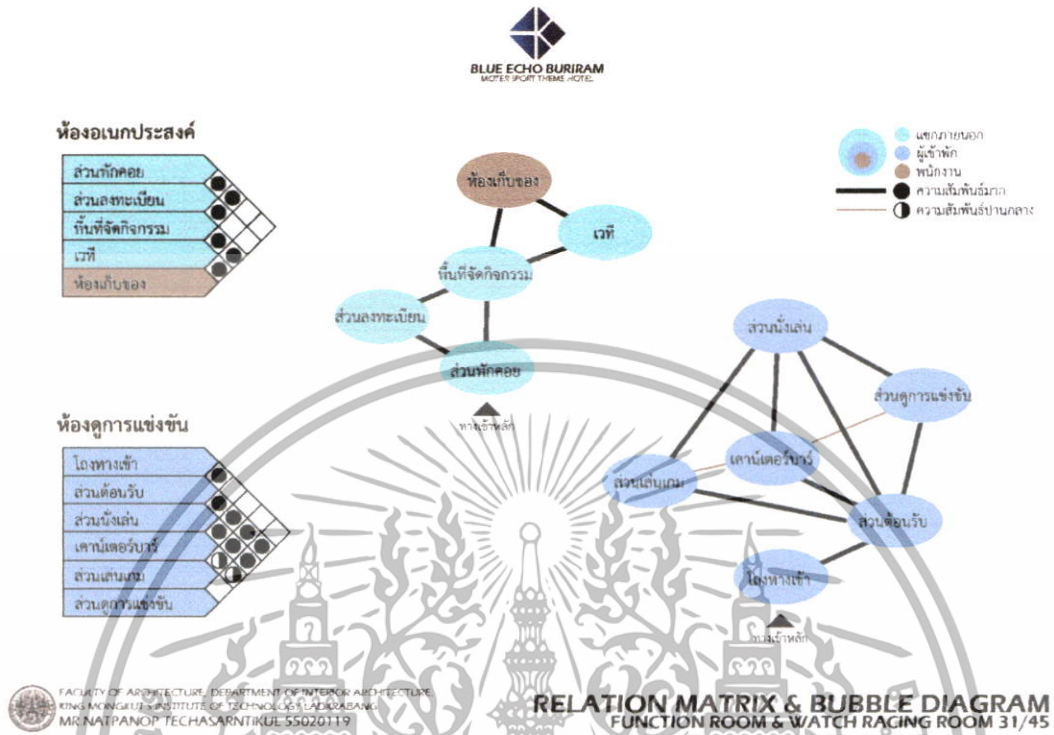 BLUE ECHO BURIRAM
MOTER SPORT THEME HOTEL
ห้องอเนกประสงค์
ส่วนพักคอย
ส่วนลงทะเบียน
พื้นที่จัดกิจกรรม
เวที
ห้องเก็บของ
ห้องเก็บของ
เวที
พื้นที่จัดกิจกรรม
ส่วนลงทะเบียน
ส่วนพักคอย
ทางเข้าหลัก
แขกภายนอก
ผู้เข้าพัก
พนักงาน
ความสัมพันธ์มาก
ความสัมพันธ์ปานกลาง
ห้องดูการแข่งขัน
โถงทางเข้า
ส่วนต้อนรับ
ส่วนนั่งเล่น
เคาน์เตอร์บาร์
ส่วนเล่นเกม
ส่วนดูการแข่งขัน
ส่วนนั่งเล่น
ส่วนดูการแข่งขัน
เคาน์เตอร์บาร์
ส่วนเล่นเกม
ส่วนต้อนรับ
โถงทางเข้า
ทางเข้าหลัก
FACULTY OF ARCHITECTURE, DEPARTMENT OF INTERIOR ARCHITECTURE
KING MONGKUT'S INSTITUTE OF TECHNOLOGY LADKRABANG
MR.NATPANOP TECHASARNTIKUL 55020119
RELATION MATRIX & BUBBLE DIAGRAM
FUNCTION ROOM & WATCH RACING ROOM 31/45